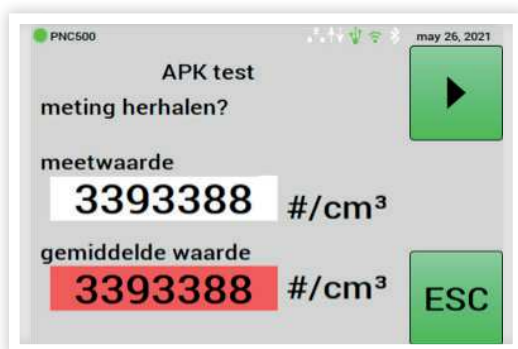 PNC500
may 26, 2021
APK test
meting herhalen?
meetwaarde
3393388 #/cm³
gemiddelde waarde
3393388 #/cm³
ESC